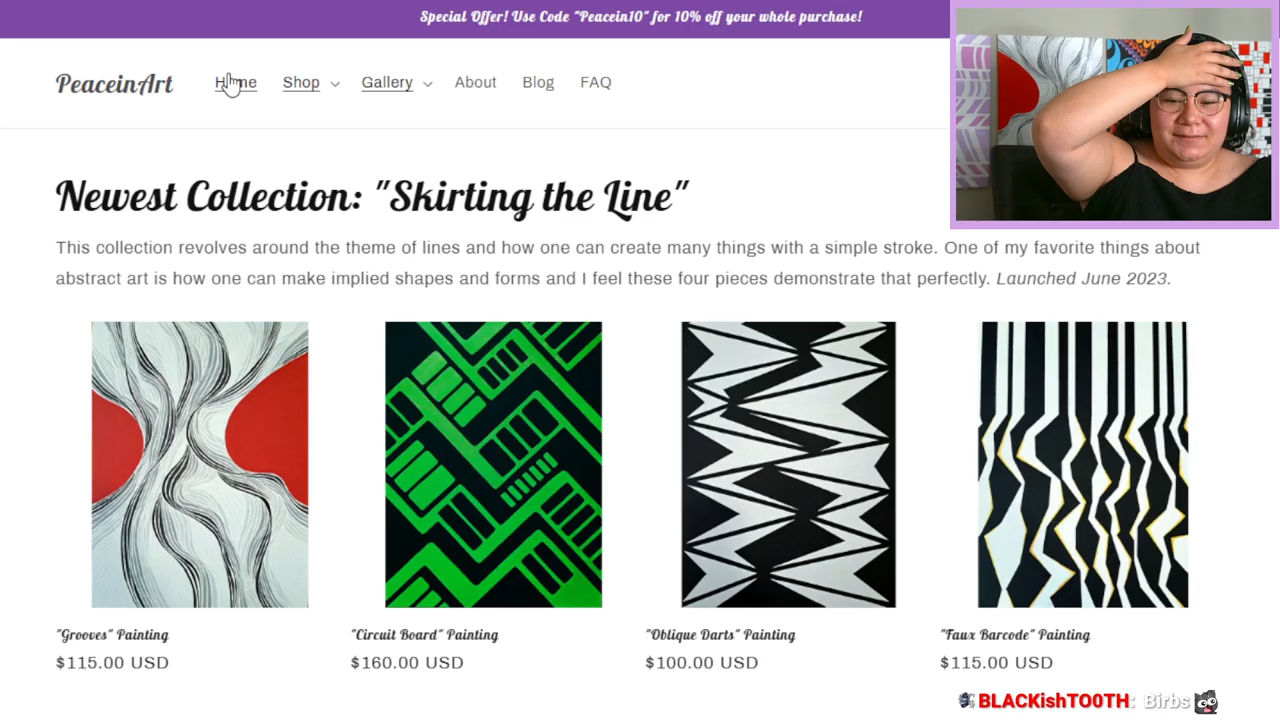 Special Offer! Use Code "Peacein10" for 10% off your whole purchase!
PeaceinArt Home Shop Gallery About Blog FAQ
Newest Collection: "Skirting the Line"
This collection revolves around the theme of lines and how one can create many things with a simple stroke. One of my favorite things about
abstract art is how one can make implied shapes and forms and I feel these four pieces demonstrate that perfectly. Launched June 2023.
"Grooves" Painting
$115.00 USD
"Circuit Board" Painting
$160.00 USD
"Oblique Darts" Painting
$100.00 USD
"Faux Barcode" Painting
$115.00 USD
BLACKishTO0TH: Birbs